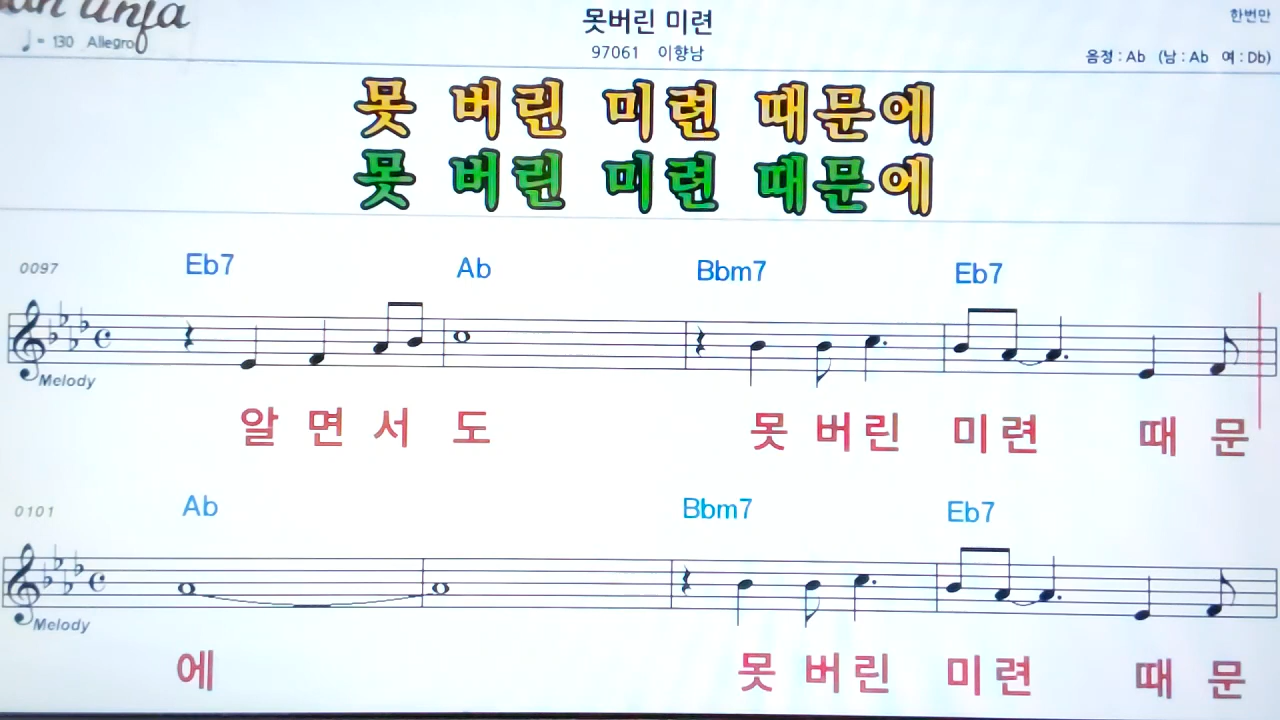 못버린 미련
한번만
♩= 130 Allegro
97061 이향남
음정 : Ab (남 : Ab 여 : Db)
못 버린 미련 때문에
못 버린 미련 때문에
0097 Eb7 Ab Bbm7 Eb7
Melody
알 면 서 도 못 버린 미련 때 문
0101 Ab Bbm7 Eb7
Melody
에 못 버린 미련 때 문